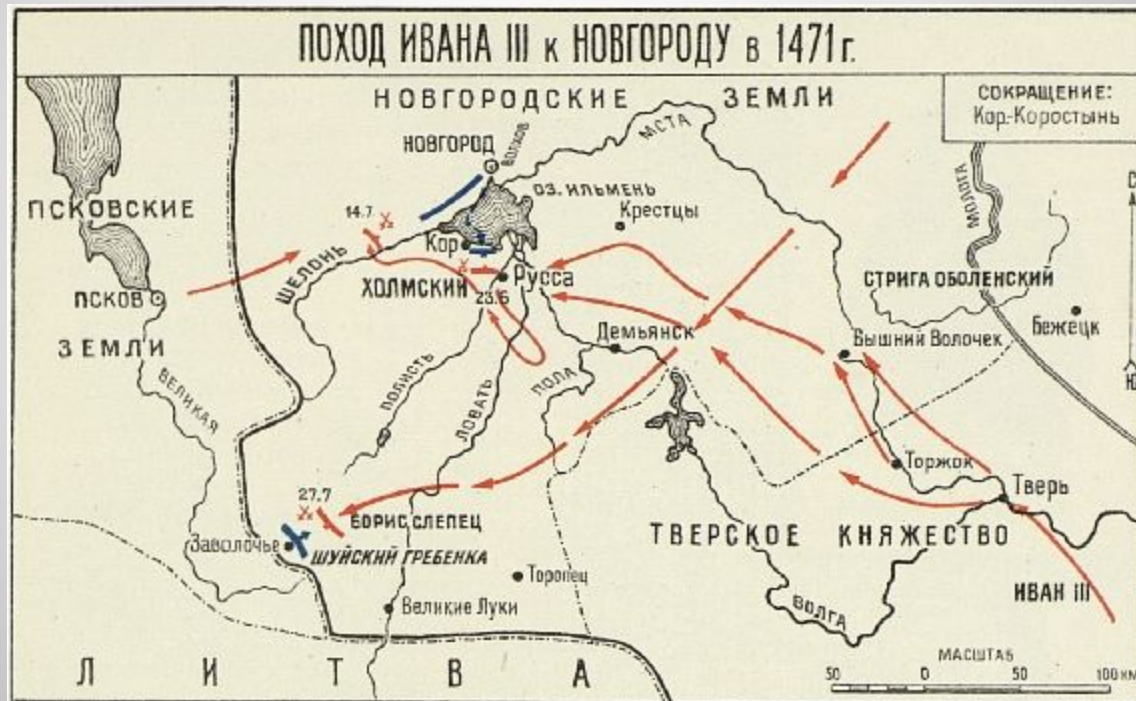 ПОХОД ИВАНА III к НОВГОРОДУ в 1471 г.
НОВГОРОДСКИЕ ЗЕМЛИ
СОКРАЩЕНИЕ:
Кор.-Коростынь
НОВГОРОД
ВОЛХОВ
МСТА
МОЛОГА
С
ОЗ. ИЛЬМЕНЬ
Крестцы
ПСКОВСКИЕ
14.7
Кор
ШЕЛОНЬ
ХОЛМСКИЙ
Русса
23.6
СТРИГА ОБОЛЕНСКИЙ
ПСКОВ
ЗЕМЛИ
Демьянск
Вышний Волочек
Бежецк
Ю
ВЕЛИКАЯ
ПОЛИСТЬ
ЛОВАТЬ
ПОЛА
Торжок
Тверь
27.7
БОРИС СЛЕПЕЦ
ТВЕРСКОЕ КНЯЖЕСТВО
Заволочье
ШУЙСКИЙ ГРЕБЕНКА
Торопец
Великие Луки
ВОЛГА
ИВАН III
ЛИТВА
МАСШТАБ
50 0 50 100 КМ